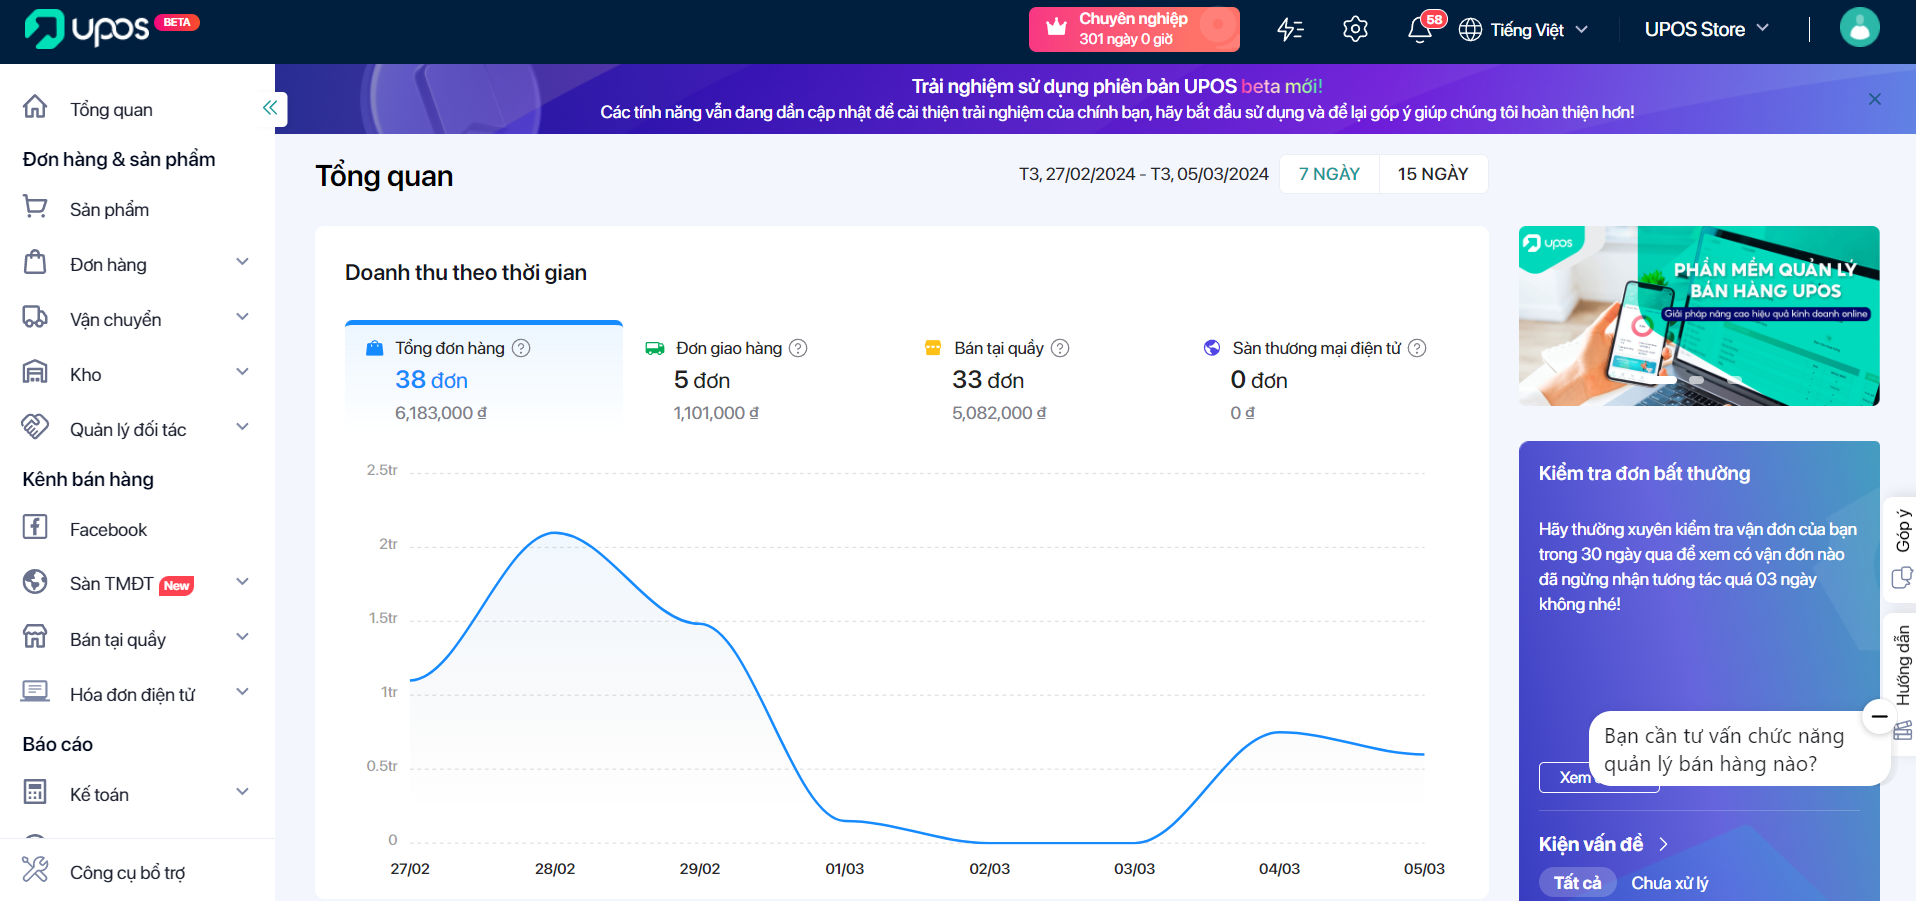 upos BETA
Chuyên nghiệp
301 ngày 0 giờ
58
Tiếng Việt
UPOS Store
Trải nghiệm sử dụng phiên bản UPOS beta mới!
Các tính năng vẫn đang dần cập nhật để cải thiện trải nghiệm của chính bạn, hãy bắt đầu sử dụng và để lại góp ý giúp chúng tôi hoàn thiện hơn!
Tổng quan
Đơn hàng & sản phẩm
Sản phẩm
Đơn hàng
Vận chuyển
Kho
Quản lý đối tác
Kênh bán hàng
Facebook
Sàn TMĐT New
Bán tại quầy
Hóa đơn điện tử
Báo cáo
Kế toán
Công cụ bổ trợ
Tổng quan
T3, 27/02/2024 - T3, 05/03/2024
7 NGÀY
15 NGÀY
Doanh thu theo thời gian
Tổng đơn hàng
38 đơn
6,183,000 ₫
Đơn giao hàng
5 đơn
1,101,000 ₫
Bán tại quầy
33 đơn
5,082,000 ₫
Sàn thương mại điện tử
0 đơn
0 ₫
2.5tr
2tr
1.5tr
1tr
0.5tr
0
27/02
28/02
29/02
01/03
02/03
03/03
04/03
05/03
upos
PHẦN MỀM QUẢN LÝ
BÁN HÀNG UPOS
Giải pháp nâng cao hiệu quả kinh doanh online
Kiểm tra đơn bất thường
Hãy thường xuyên kiểm tra vận đơn của bạn
trong 30 ngày qua để xem có vận đơn nào
đã ngừng nhận tương tác quá 03 ngày
không nhé!
Xem
Kiện vấn đề
Tất cả
Chưa xử lý
Góp ý
Hướng dẫn
Bạn cần tư vấn chức năng
quản lý bán hàng nào?